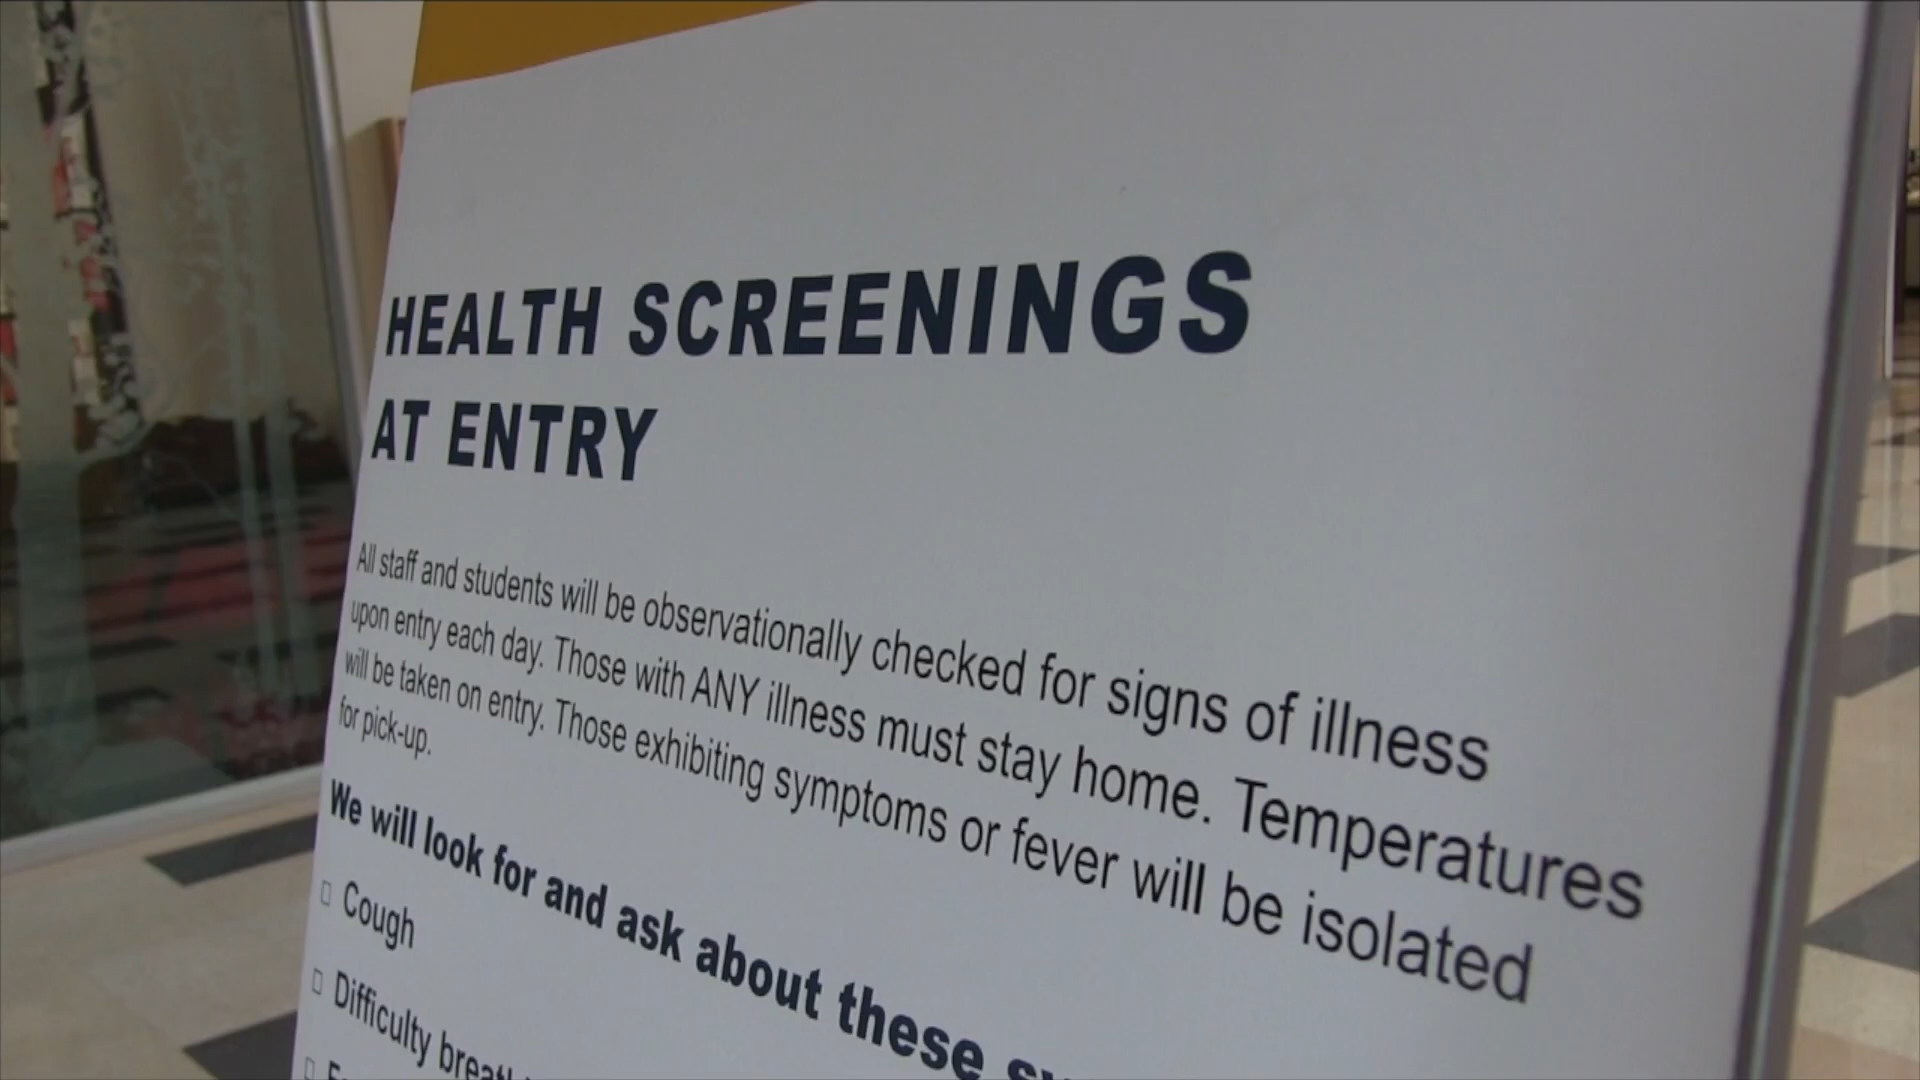 HEALTH SCREENINGS
AT ENTRY
All staff and students will be observationally checked for signs of illness
upon entry each day. Those with ANY illness must stay home. Temperatures
will be taken on entry. Those exhibiting symptoms or fever will be isolated
for pick-up.
We will look for and ask about these
Cough
Difficulty